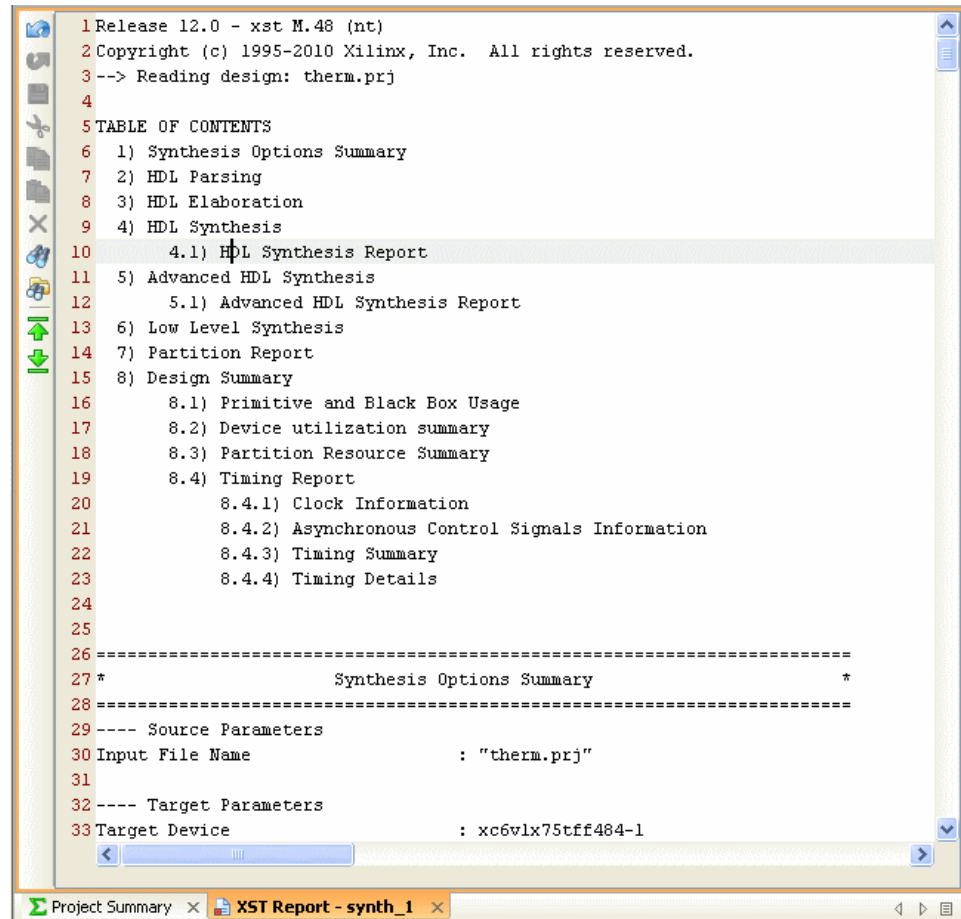 1 Release 12.0 - xst M.48 (nt)
2 Copyright (c) 1995-2010 Xilinx, Inc.  All rights reserved.
3 --> Reading design: therm.prj
4
5 TABLE OF CONTENTS
6   1) Synthesis Options Summary
7   2) HDL Parsing
8   3) HDL Elaboration
9   4) HDL Synthesis
10        4.1) HDL Synthesis Report
11   5) Advanced HDL Synthesis
12        5.1) Advanced HDL Synthesis Report
13   6) Low Level Synthesis
14   7) Partition Report
15   8) Design Summary
16        8.1) Primitive and Black Box Usage
17        8.2) Device utilization summary
18        8.3) Partition Resource Summary
19        8.4) Timing Report
20             8.4.1) Clock Information
21             8.4.2) Asynchronous Control Signals Information
22             8.4.3) Timing Summary
23             8.4.4) Timing Details
24
25
26 =========================================================================
27 *                       Synthesis Options Summary                        *
28 =========================================================================
29 ---- Source Parameters
30 Input File Name                    : "therm.prj"
31
32 ---- Target Parameters
33 Target Device                      : xc6vlx75tff484-1
Project Summary XST Report - synth_1